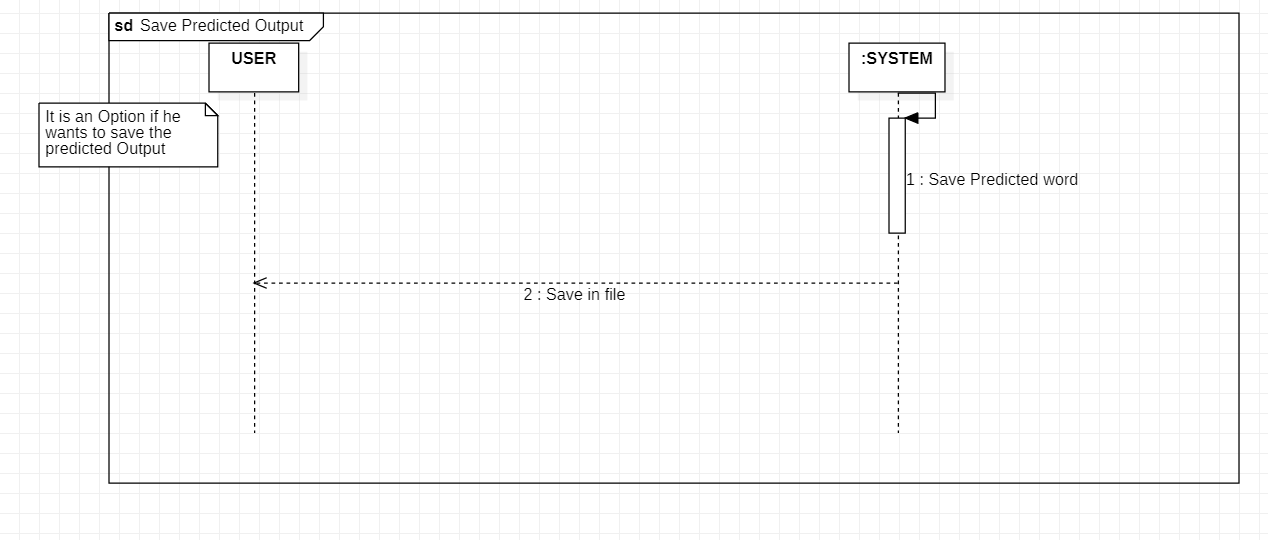 sd Save Predicted Output
USER
:SYSTEM
It is an Option if he
wants to save the
predicted Output
1 : Save Predicted word
2 : Save in file